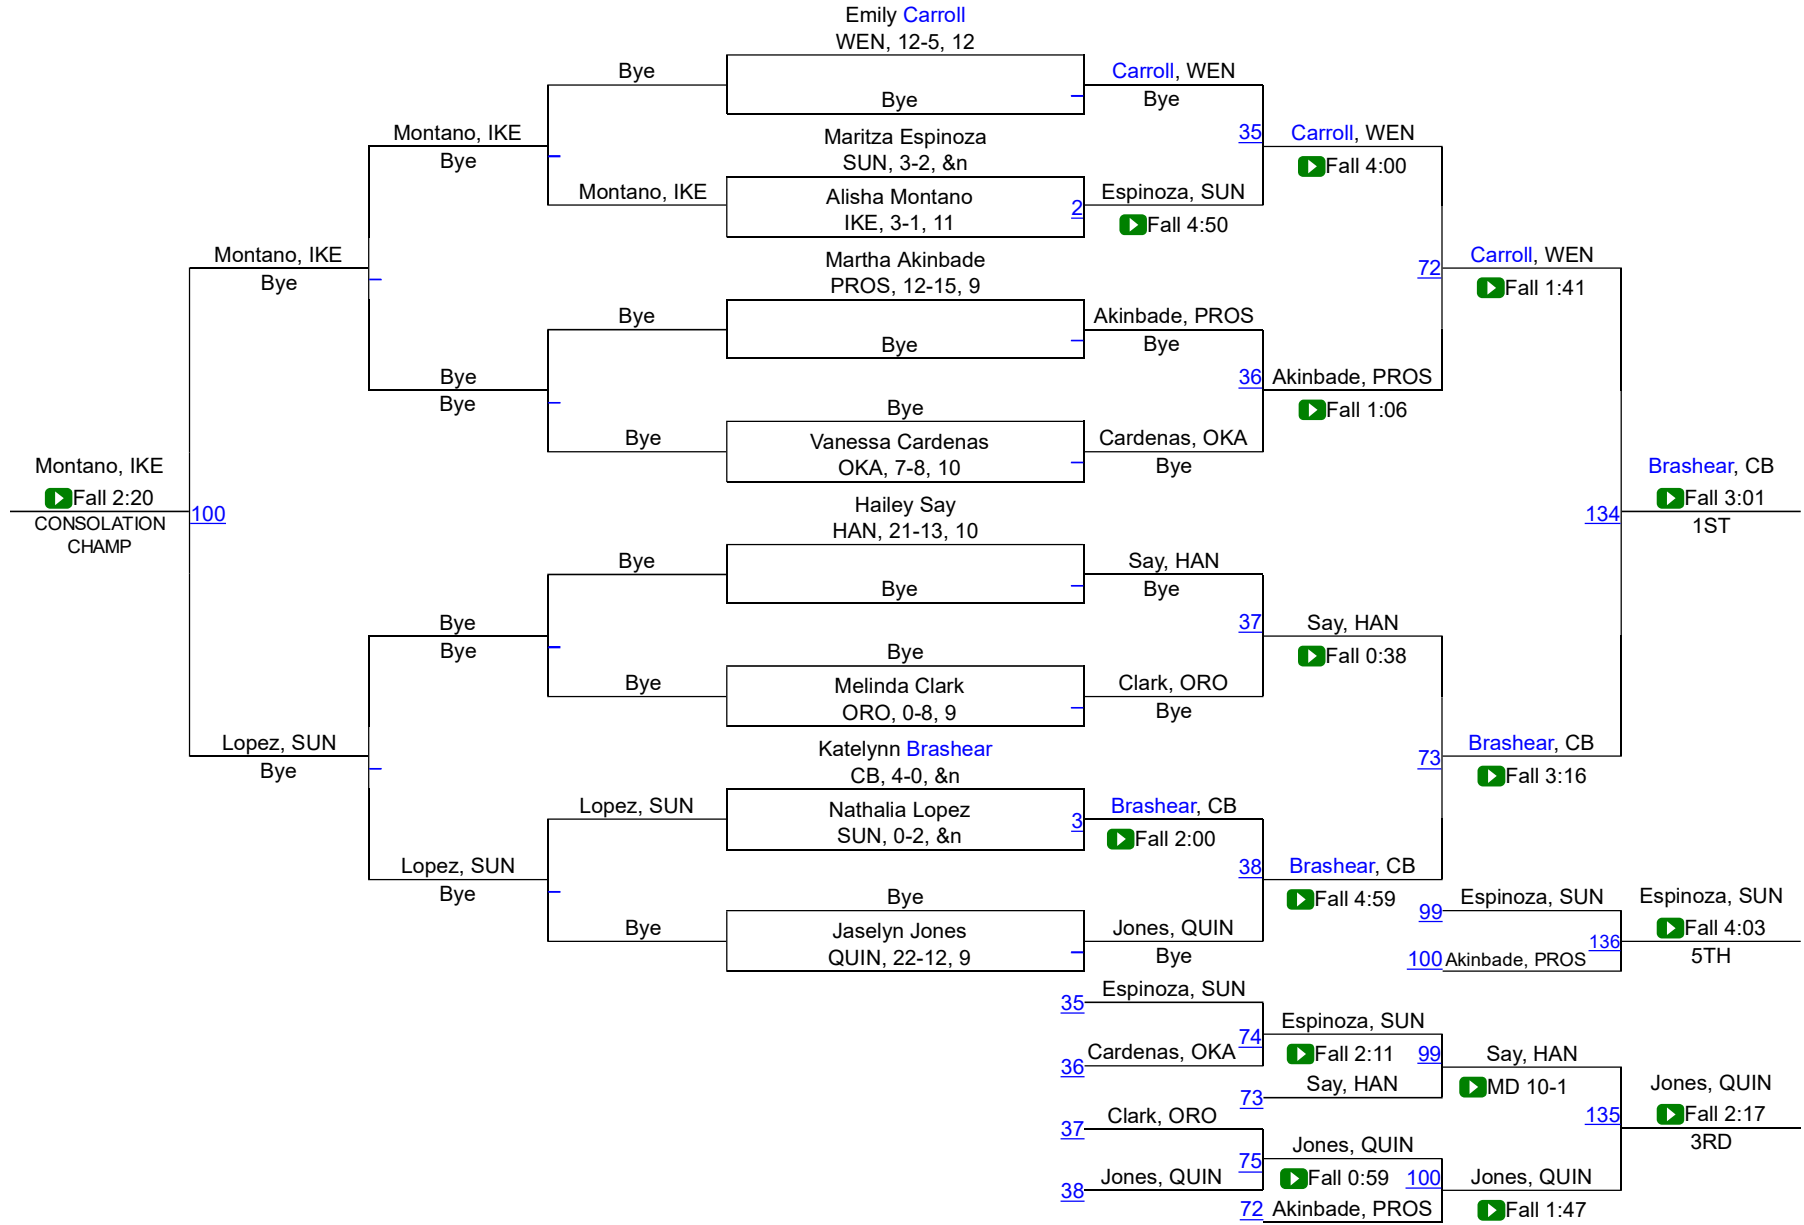 Emily Carroll
WEN, 12-5, 12
Bye
Carroll, WEN
Bye
Bye
Montano, IKE
Bye
Maritza Espinoza
SUN, 3-2, &n
35
Carroll, WEN
Fall 4:00
Montano, IKE
Alisha Montano
IKE, 3-1, 11
2
Espinoza, SUN
Fall 4:50
Montano, IKE
Bye
Martha Akinbade
PROS, 12-15, 9
72
Carroll, WEN
Fall 1:41
Bye
Akinbade, PROS
Bye
Bye
Bye
Bye
36
Akinbade, PROS
Fall 1:06
Bye
Bye
Vanessa Cardenas
OKA, 7-8, 10
Cardenas, OKA
Bye
Montano, IKE
Fall 2:20
CONSOLATION
CHAMP
100
Hailey Say
HAN, 21-13, 10
134
Brashear, CB
Fall 3:01
1ST
Bye
Say, HAN
Bye
Bye
Bye
Bye
37
Say, HAN
Fall 0:38
Bye
Bye
Melinda Clark
ORO, 0-8, 9
Clark, ORO
Bye
Lopez, SUN
Bye
Katelynn Brashear
CB, 4-0, &n
73
Brashear, CB
Fall 3:16
Lopez, SUN
Nathalia Lopez
SUN, 0-2, &n
3
Brashear, CB
Fall 2:00
Lopez, SUN
Bye
38
Brashear, CB
Fall 4:59
Bye
Bye
Jaselyn Jones
QUIN, 22-12, 9
Jones, QUIN
Bye
99
Espinoza, SUN
100
Akinbade, PROS
136
Espinoza, SUN
Fall 4:03
5TH
35
Espinoza, SUN
36
Cardenas, OKA
74
Espinoza, SUN
Fall 2:11
73
Say, HAN
99
Say, HAN
MD 10-1
37
Clark, ORO
38
Jones, QUIN
75
Jones, QUIN
Fall 0:59
72
Akinbade, PROS
100
Jones, QUIN
Fall 1:47
135
Jones, QUIN
Fall 2:17
3RD